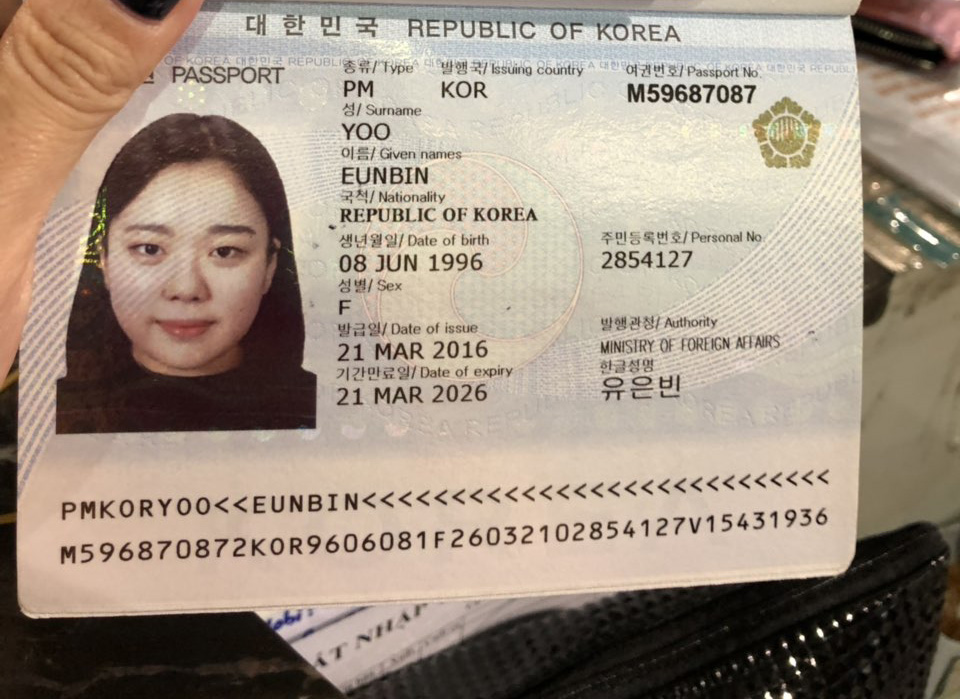 대한민국 REPUBLIC OF KOREA
PASSPORT
종류/ Type 발행국/ Issuing country 여권번호/ Passport No.
PM KOR M59687087
성/ Surname
YOO
이름/ Given names
EUNBIN
국적/ Nationality
REPUBLIC OF KOREA
생년월일/ Date of birth 주민등록번호/ Personal No.
08 JUN 1996 2854127
성별/ Sex
F
발급일/ Date of issue 발행관청/ Authority
21 MAR 2016 MINISTRY OF FOREIGN AFFAIRS
기간만료일/ Date of expiry 한글성명
21 MAR 2026 유은빈
PMKORYOO<<EUNBIN<<<<<<<<<<<<<<<<<<<<<<<<<<<<
M596870872KOR9606081F26032102854127V15431936
NHẬP